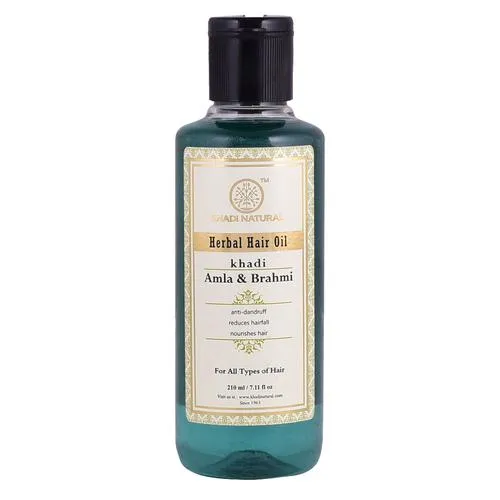 TM
KHADI NATURAL
Herbal Hair Oil
khadi
Amla & Brahmi
anti-dandruff
reduces hairfall
nourishes hair
For All Types of Hair
210 ml / 7.11 fl oz
Visit us at : www.khadinatural.com
Since 1963